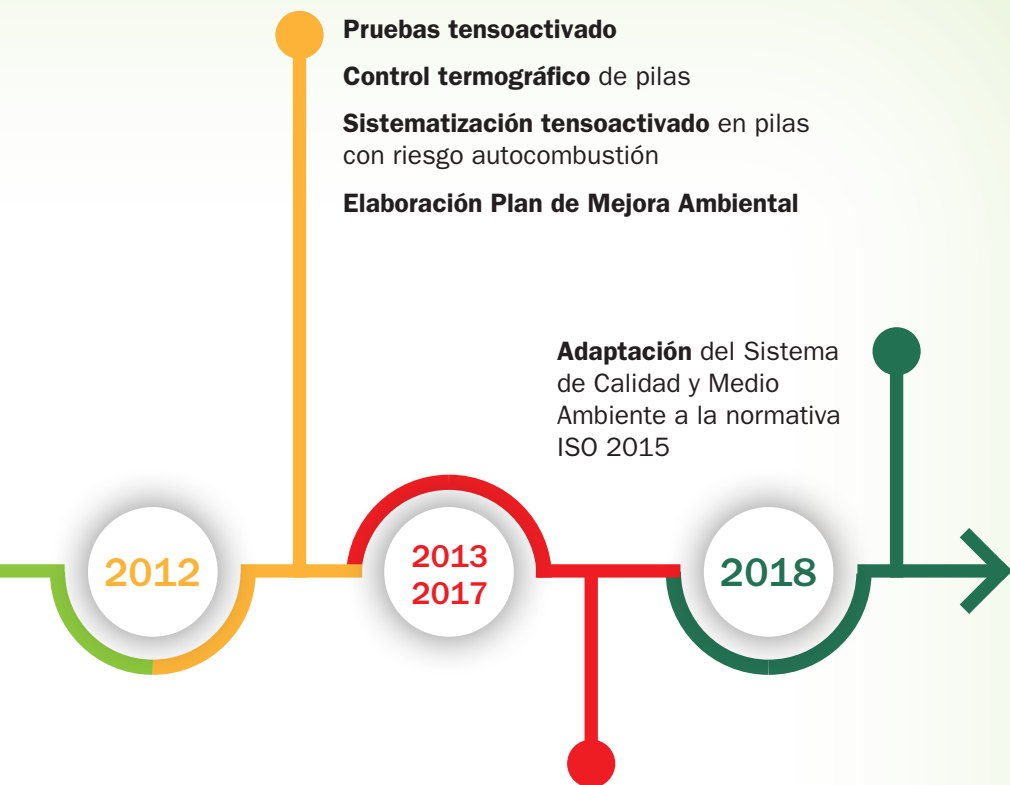 Pruebas tensoactivado
Control termográfico de pilas
Sistematización tensoactivado en pilas
con riesgo autocombustión
Elaboración Plan de Mejora Ambiental
Adaptación del Sistema
de Calidad y Medio
Ambiente a la normativa
ISO 2015
2012
2013
2017
2018